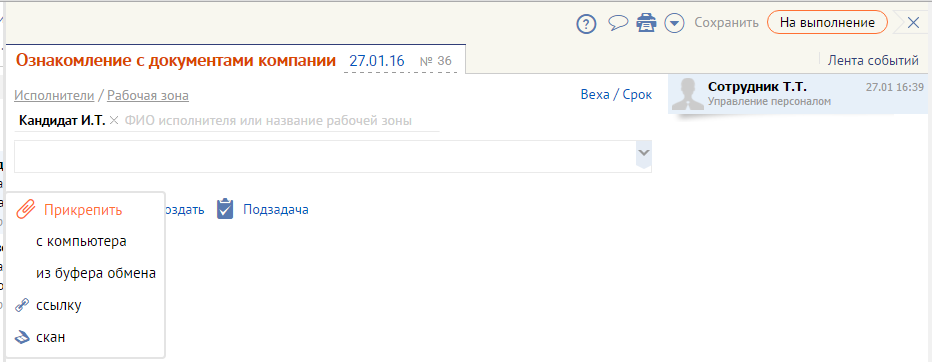 Сохранить На выполнение
Ознакомление с документами компании 27.01.16 № 36
Лента событий
Исполнители / Рабочая зона
Веха / Срок
Сотрудник Т.Т. 27.01 16:39
Управление персоналом
Кандидат И.Т. × ФИО исполнителя или название рабочей зоны
Прикрепить
оздать
Подзадача
с компьютера
из буфера обмена
ссылку
скан